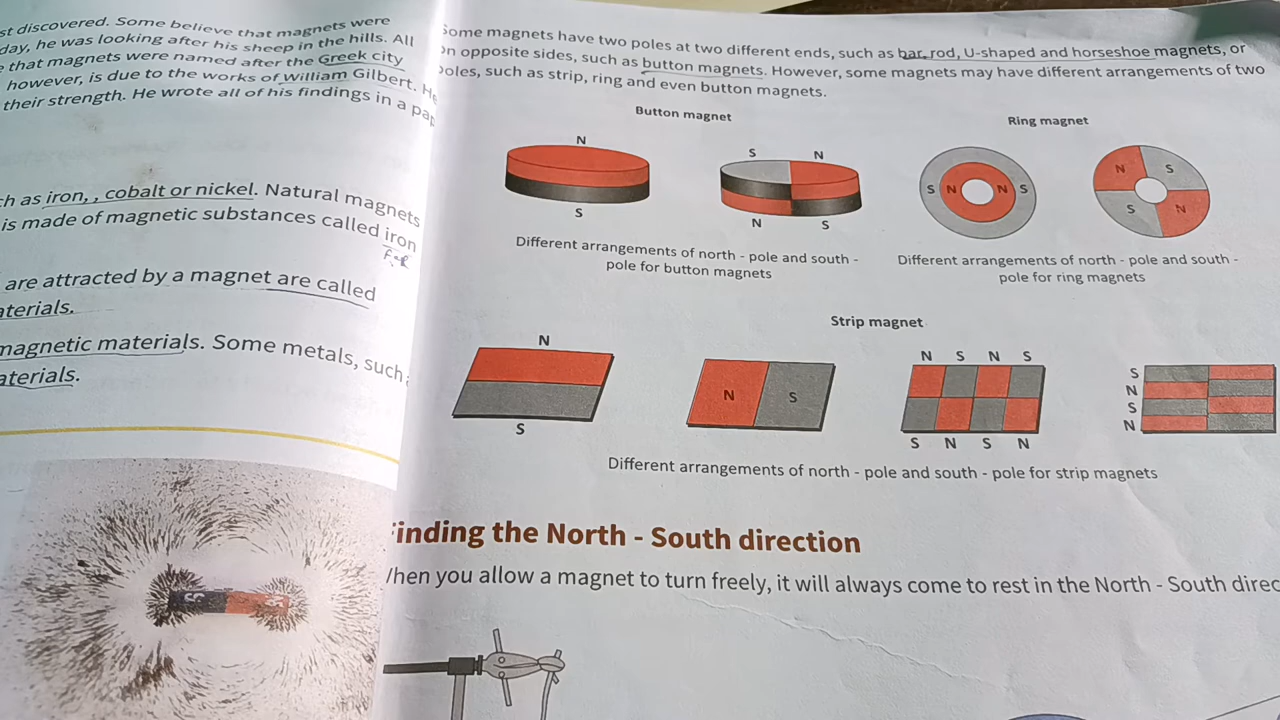 st discovered. Some believe that magnets were
day, he was looking after his sheep in the hills. All
that magnets were named after the Greek city
however, is due to the works of William Gilbert. He
their strength. He wrote all of his findings in a pap
h as iron, , cobalt or nickel. Natural magnets
is made of magnetic substances called iron
are attracted by a magnet are called
aterials.
magnetic materials. Some metals, such
aterials.
S
Some magnets have two poles at two different ends, such as bar, rod, U-shaped and horseshoe magnets, or
on opposite sides, such as button magnets. However, some magnets may have different arrangements of two
poles, such as strip, ring and even button magnets.
Button magnet
N
S
S N
N S
Different arrangements of north - pole and south -
pole for button magnets
Ring magnet
S N N S
N S
S N
Different arrangements of north - pole and south -
pole for ring magnets
Strip magnet
N
S
N S
N S N S
S N S N
S
N
S
N
Different arrangements of north - pole and south - pole for strip magnets
inding the North - South direction
hen you allow a magnet to turn freely, it will always come to rest in the North - South direc